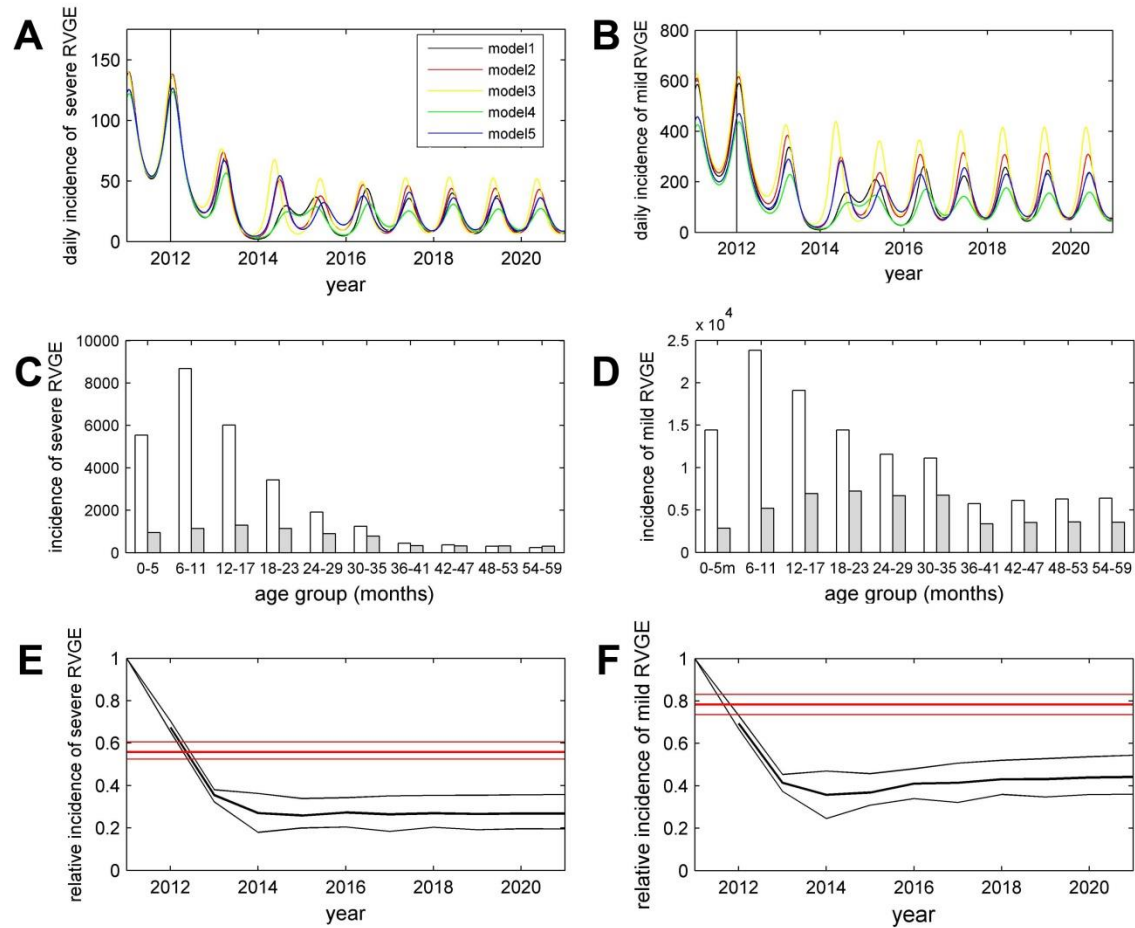 A
daily incidence of severe RVGE
150
100
50
0
model1
model2
model3
model4
model5
2012 2014 2016 2018 2020
year
B
daily incidence of mild RVGE
800
600
400
200
0
2012 2014 2016 2018 2020
year
C
incidence of severe RVGE
10000
8000
6000
4000
2000
0
0-5 6-11 12-17 18-23 24-29 30-35 36-41 42-47 48-53 54-59
age group (months)
D
incidence of mild RVGE
x 10^4
2.5
2
1.5
1
0.5
0
0-5m 6-11 12-17 18-23 24-29 30-35 36-41 42-47 48-53 54-59
age group (months)
E
relative incidence of severe RVGE
1
0.8
0.6
0.4
0.2
0
2012 2014 2016 2018 2020
year
F
relative incidence of mild RVGE
1
0.8
0.6
0.4
0.2
0
2012 2014 2016 2018 2020
year